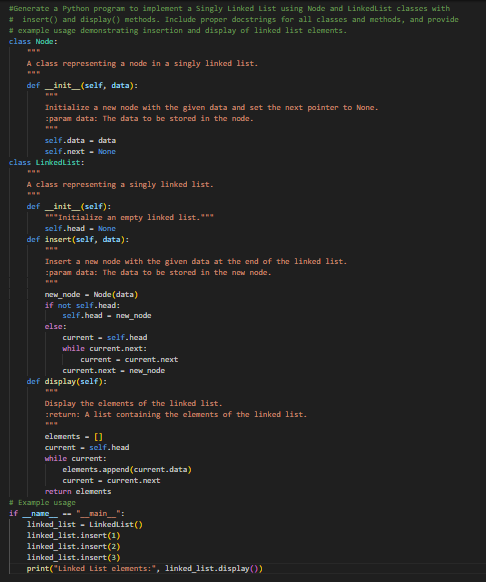 #Generate a Python program to implement a Singly Linked List using Node and LinkedList classes with
#  insert() and display() methods. Include proper docstrings for all classes and methods, and provide
# example usage demonstrating insertion and display of linked list elements.
class Node:
    """
    A class representing a node in a singly linked list.
    """
    def __init__(self, data):
        """
        Initialize a new node with the given data and set the next pointer to None.
        :param data: The data to be stored in the node.
        """
        self.data = data
        self.next = None
class LinkedList:
    """
    A class representing a singly linked list.
    """
    def __init__(self):
        """Initialize an empty linked list."""
        self.head = None
    def insert(self, data):
        """
        Insert a new node with the given data at the end of the linked list.
        :param data: The data to be stored in the new node.
        """
        new_node = Node(data)
        if not self.head:
            self.head = new_node
        else:
            current = self.head
            while current.next:
                current = current.next
            current.next = new_node
    def display(self):
        """
        Display the elements of the linked list.
        :return: A list containing the elements of the linked list.
        """
        elements = []
        current = self.head
        while current:
            elements.append(current.data)
            current = current.next
        return elements
# Example usage
if __name__ == "__main__":
    linked_list = LinkedList()
    linked_list.insert(1)
    linked_list.insert(2)
    linked_list.insert(3)
    print("Linked List elements:", linked_list.display())